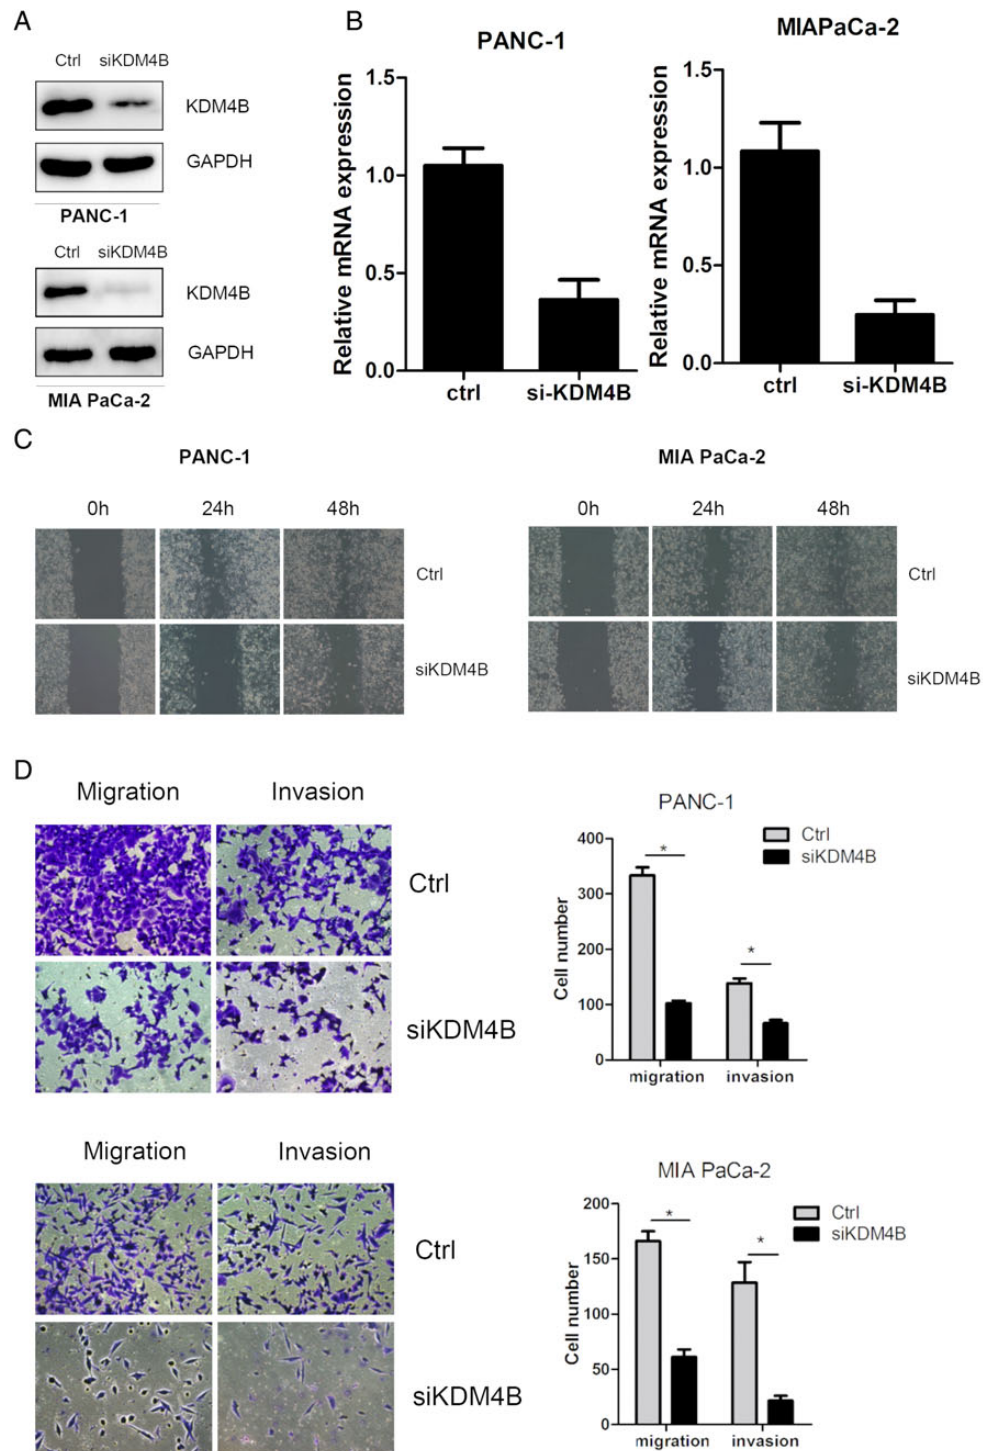 A
Ctrl siKDM4B
KDM4B
GAPDH
PANC-1
Ctrl siKDM4B
KDM4B
GAPDH
MIA PaCa-2
B
PANC-1
Relative mRNA expression
1.5
1.0
0.5
0.0
ctrl si-KDM4B
MIAPaCa-2
Relative mRNA expression
1.5
1.0
0.5
0.0
ctrl si-KDM4B
C
PANC-1
0h 24h 48h
Ctrl
siKDM4B
MIA PaCa-2
0h 24h 48h
Ctrl
siKDM4B
D
Migration Invasion
Ctrl
siKDM4B
PANC-1
Ctrl
siKDM4B
Cell number
400
300
200
100
0
*
*
migration invasion
Migration Invasion
Ctrl
siKDM4B
MIA PaCa-2
Ctrl
siKDM4B
Cell number
200
150
100
50
0
*
*
migration invasion